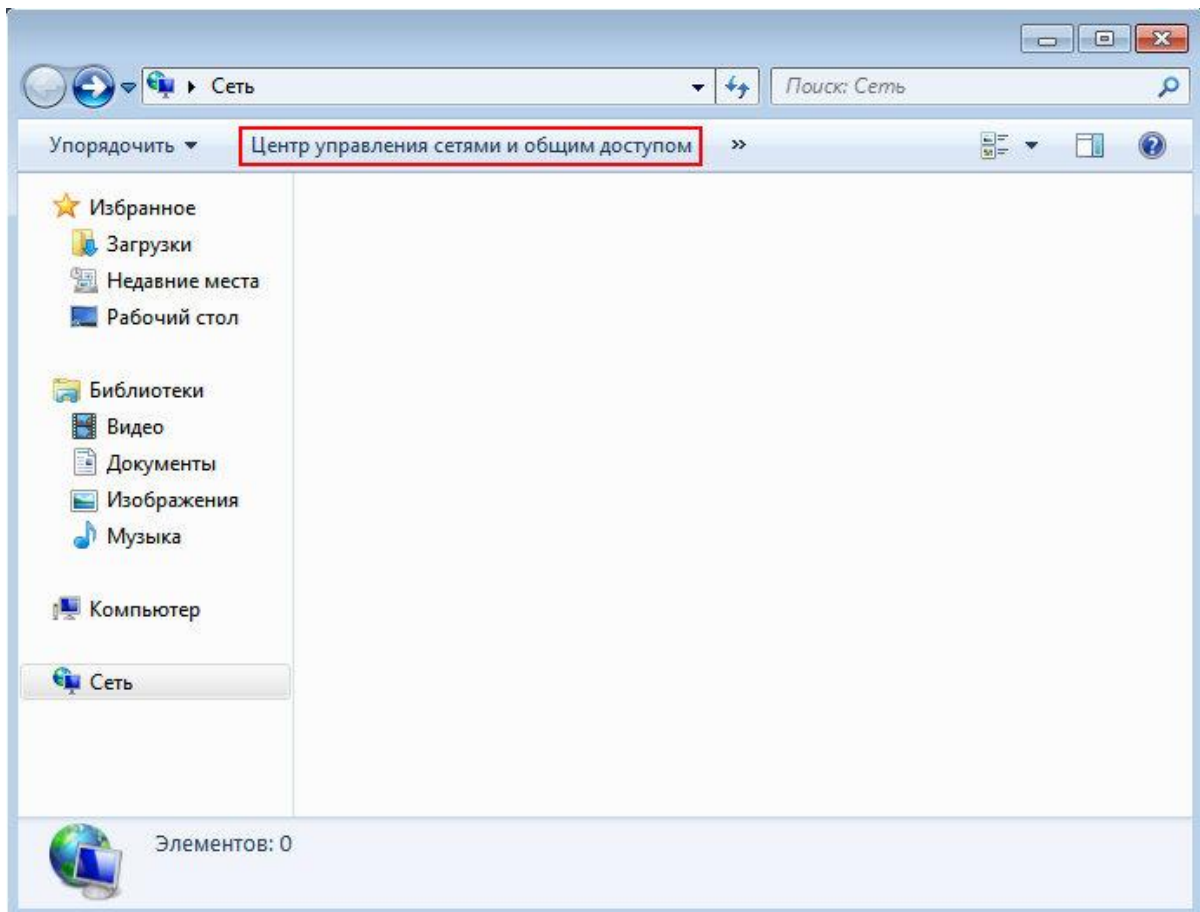 Сеть
Поиск: Сеть
Упорядочить
Центр управления сетями и общим доступом
»
Избранное
Загрузки
Недавние места
Рабочий стол
Библиотеки
Видео
Документы
Изображения
Музыка
Компьютер
Сеть
Элементов: 0